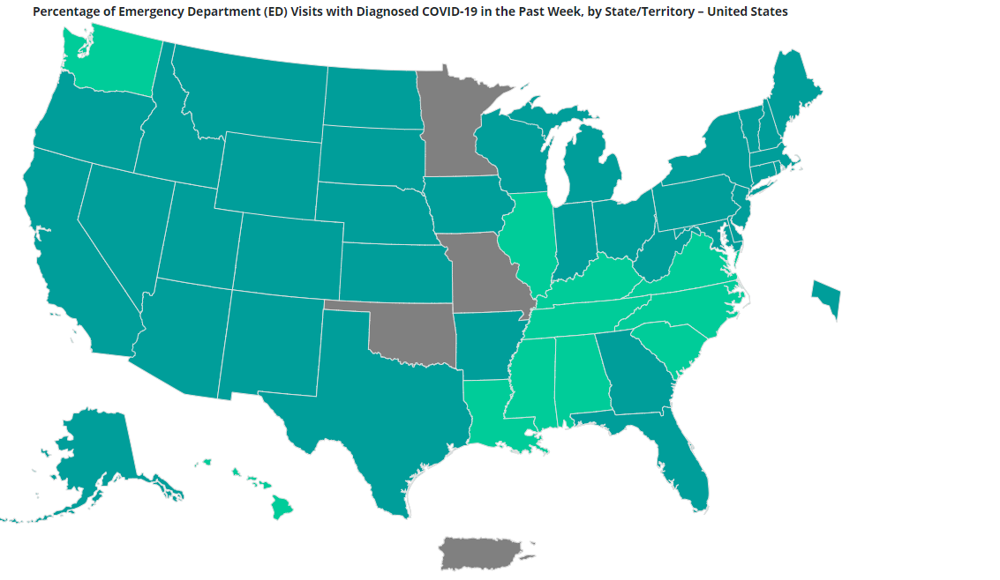 Percentage of Emergency Department (ED) Visits with Diagnosed COVID-19 in the Past Week, by State/Territory – United States